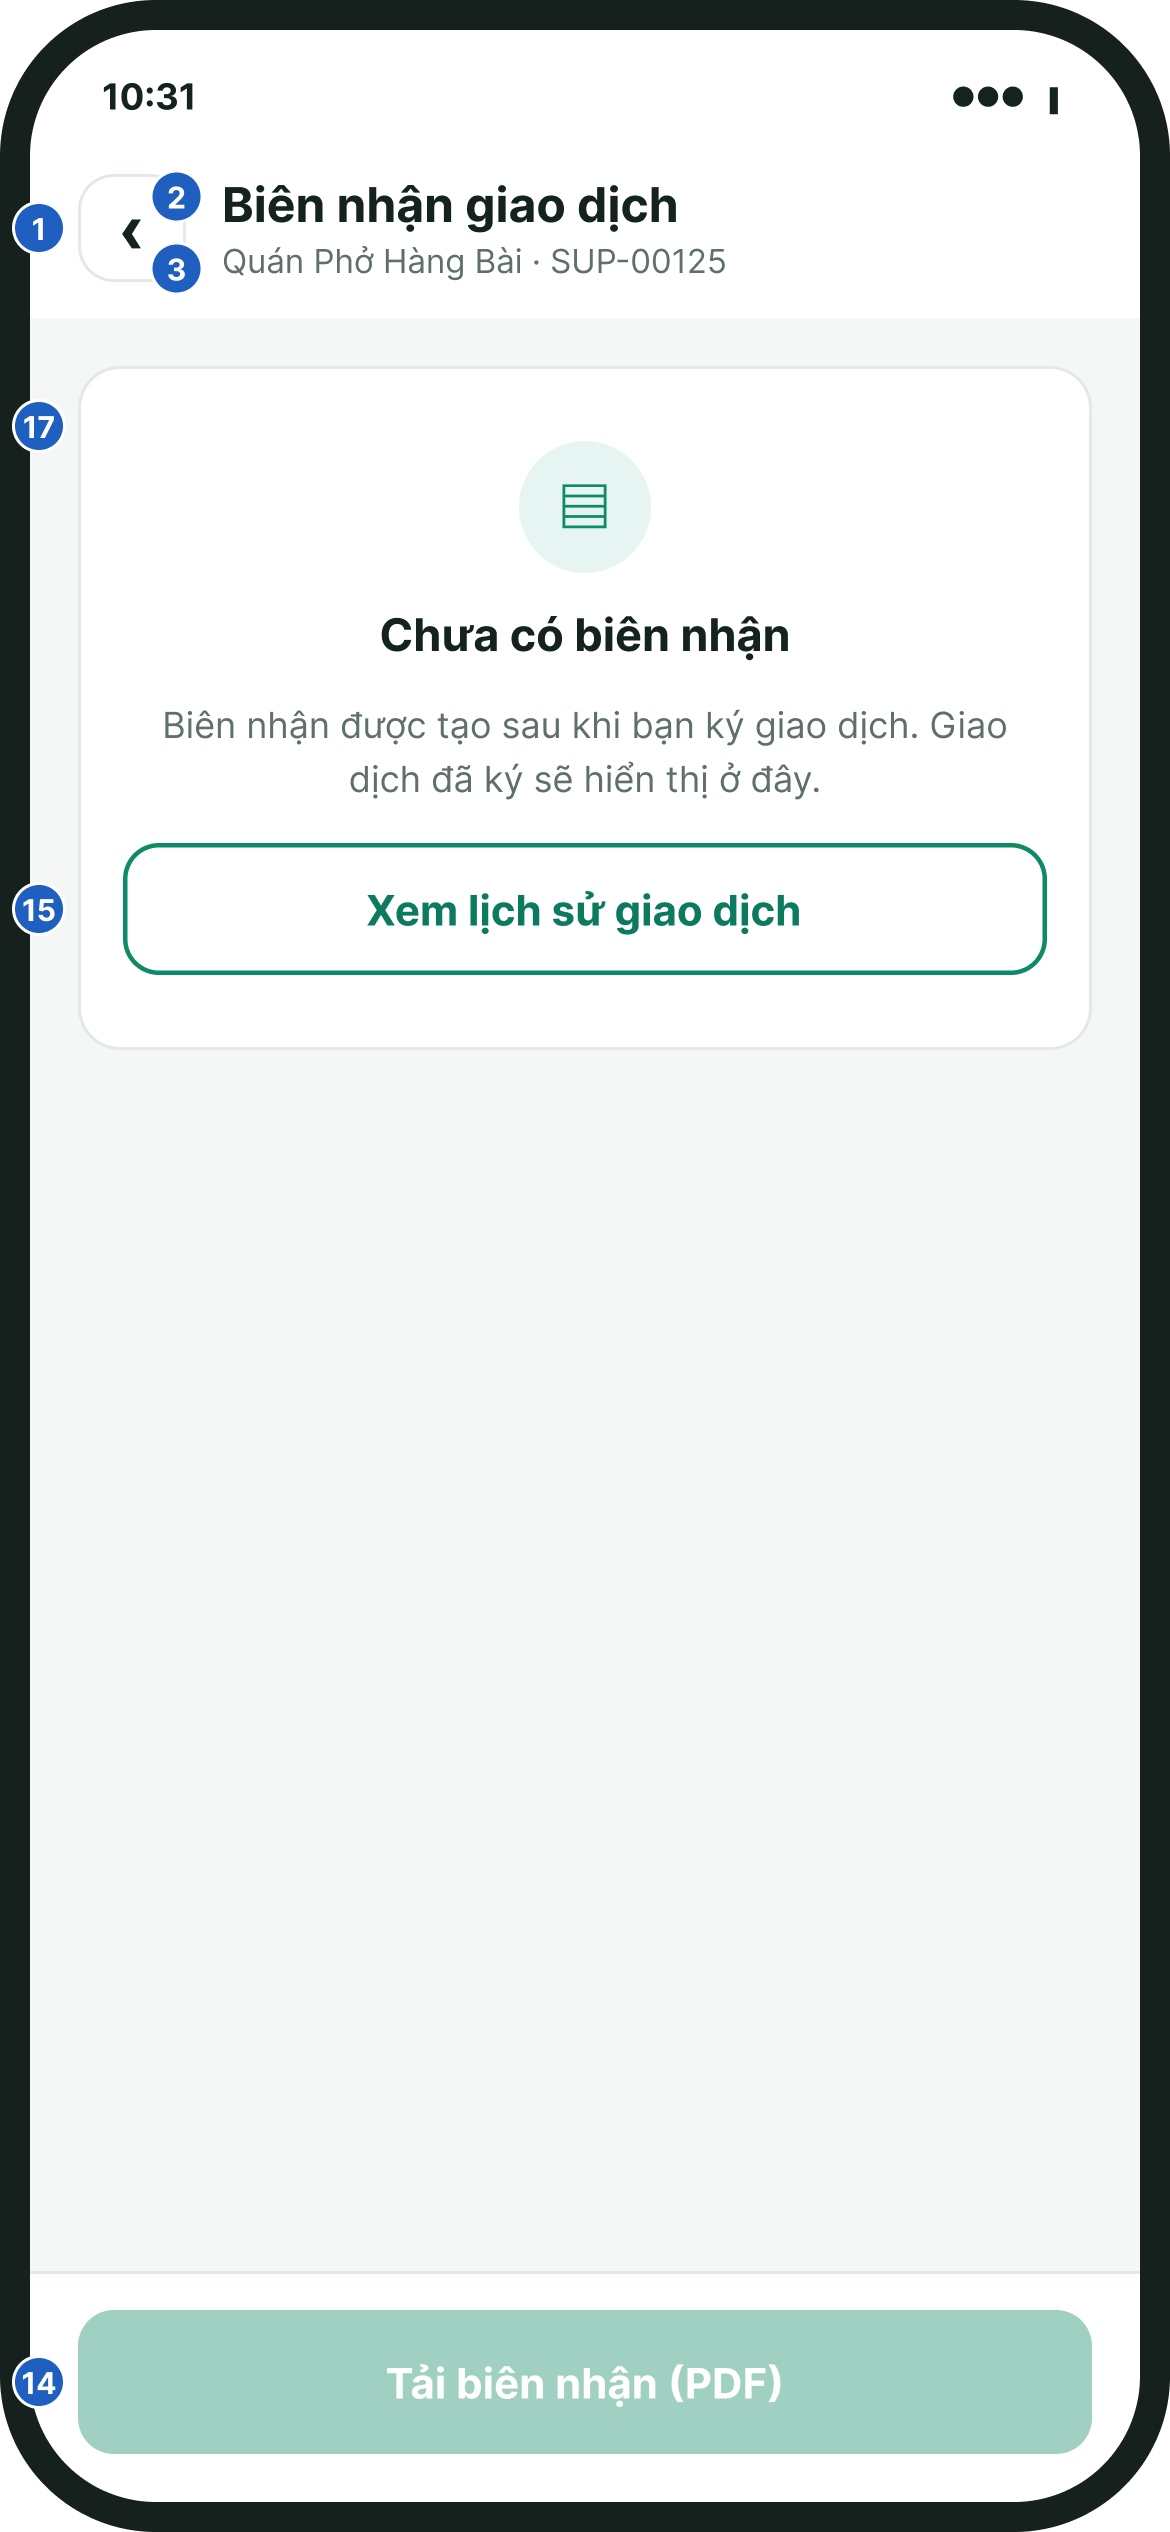 10:31
1
2
3
Biên nhận giao dịch
Quán Phở Hàng Bài · SUP-00125
17
Chưa có biên nhận
Biên nhận được tạo sau khi bạn ký giao dịch. Giao
dịch đã ký sẽ hiển thị ở đây.
15
Xem lịch sử giao dịch
14
Tải biên nhận (PDF)